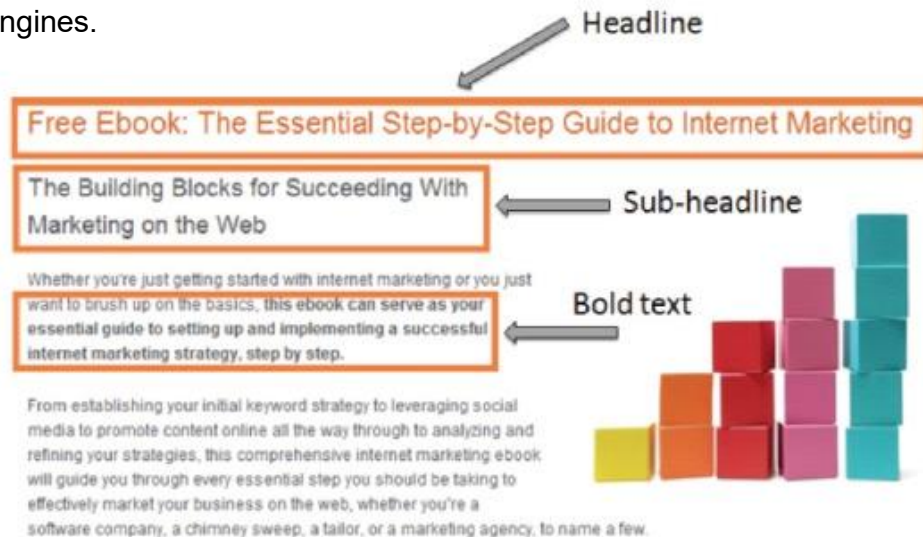 ngines.
Headline
Free Ebook: The Essential Step-by-Step Guide to Internet Marketing
The Building Blocks for Succeeding With
Marketing on the Web
Sub-headline
Whether you're just getting started with internet marketing or you just
want to brush up on the basics, this ebook can serve as your
essential guide to setting up and implementing a successful
internet marketing strategy, step by step.
Bold text
From establishing your initial keyword strategy to leveraging social
media to promote content online all the way through to analyzing and
refining your strategies, this comprehensive internet marketing ebook
will guide you through every essential step you should be taking to
effectively market your business on the web, whether you're a
software company, a chimney sweep, a tailor, or a marketing agency, to name a few.